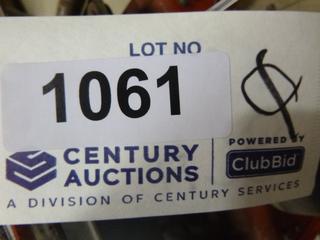 LOT NO
1061
POWERED BY
CENTURY
AUCTIONS
ClubBid
A DIVISION OF CENTURY SERVICES